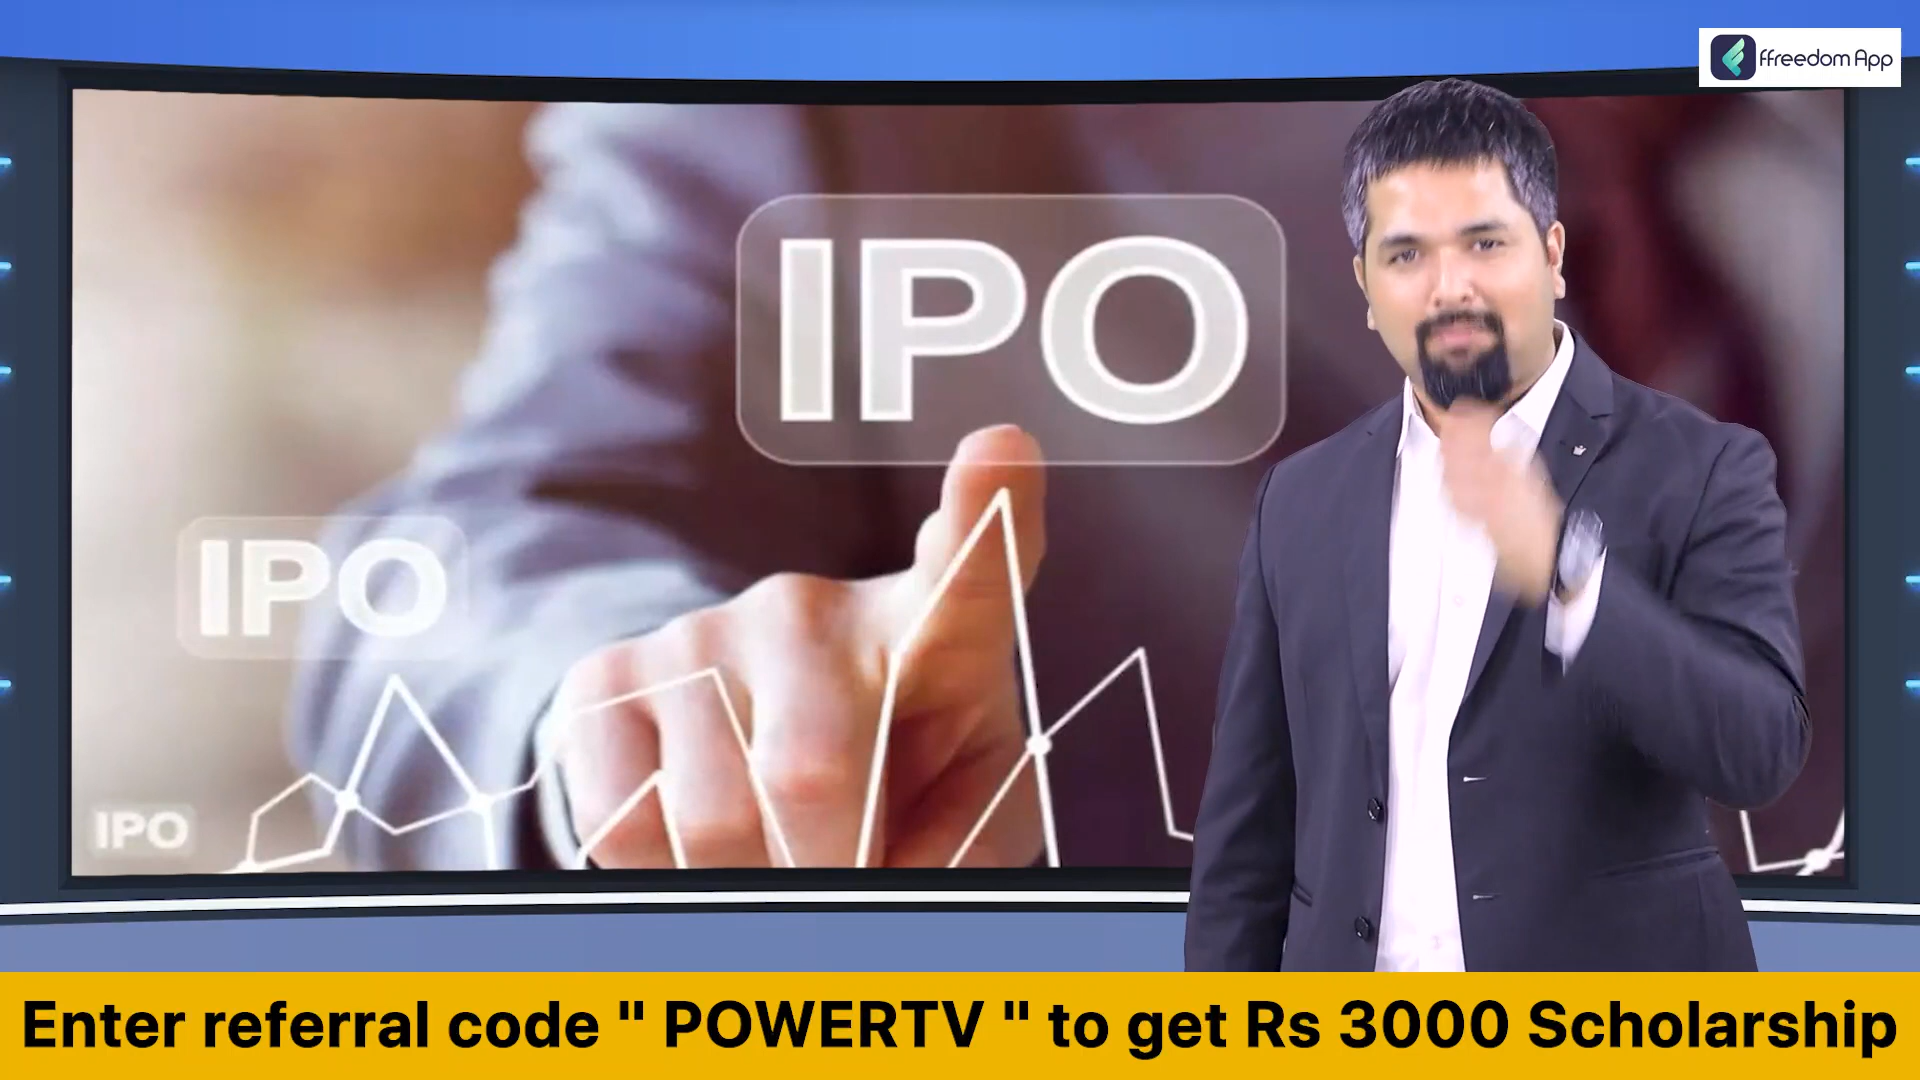 ffreedom App
IPO
IPO
IPO
Enter referral code " POWERTV " to get Rs 3000 Scholarship